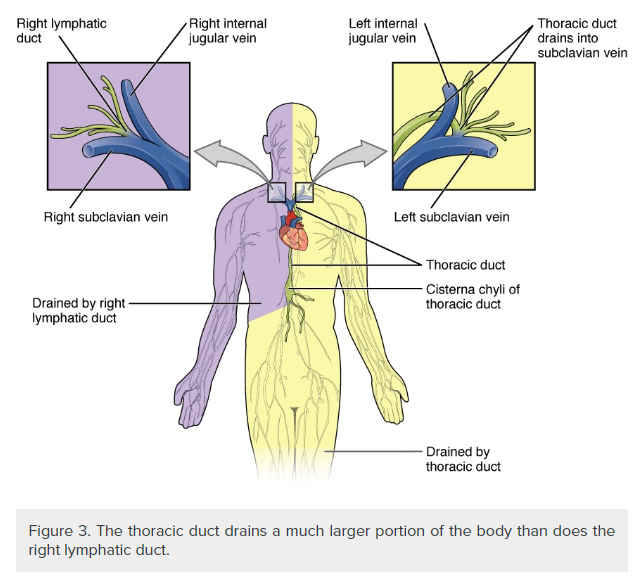 Right lymphatic
duct
Right internal
jugular vein
Left internal
jugular vein
Thoracic duct
drains into
subclavian vein
Right subclavian vein
Left subclavian vein
Thoracic duct
Cisterna chyli of
thoracic duct
Drained by right
lymphatic duct
Drained by
thoracic duct
Figure 3. The thoracic duct drains a much larger portion of the body than does the
right lymphatic duct.